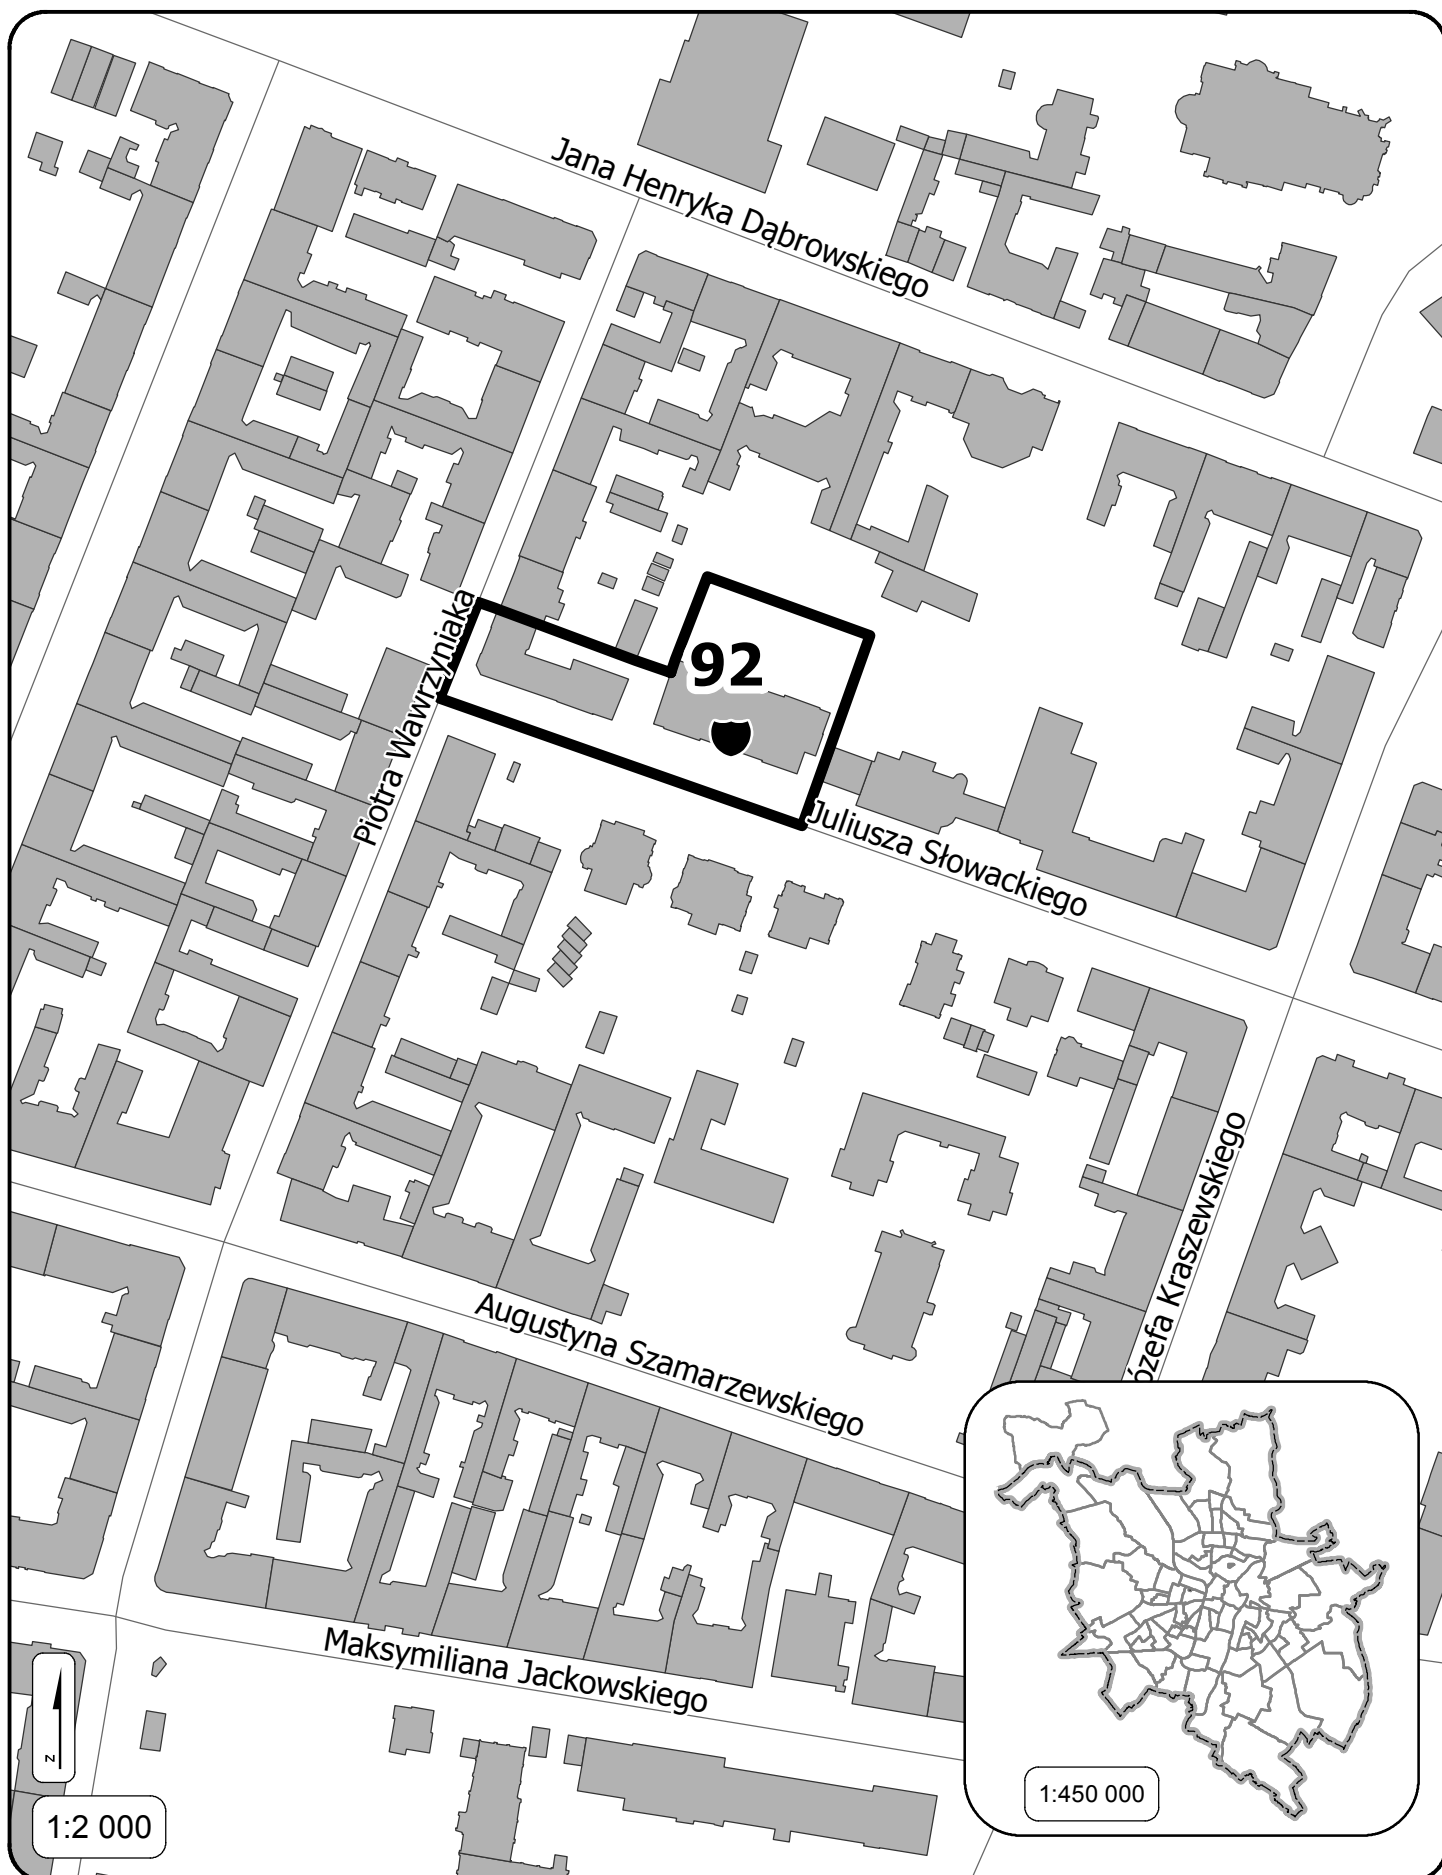 Jana Henryka Dąbrowskiego
Piotra Wawrzyniaka
92
Juliusza Słowackiego
ózefa Kraszewskiego
Augustyna Szamarzewskiego
Maksymiliana Jackowskiego
N
1:2 000
1:450 000